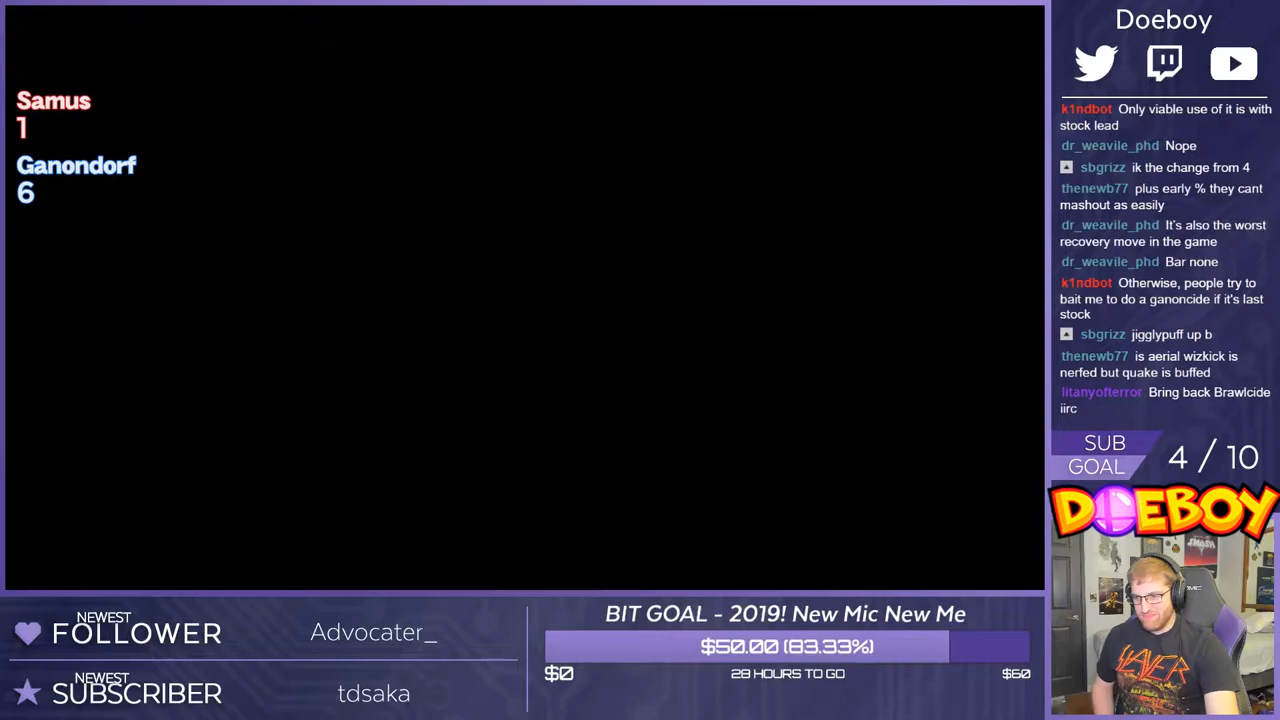 Samus
1
Ganondorf
6
Doeboy
k1ndbot Only viable use of it is with
stock lead
dr_weavile_phd Nope
sbgrizz ik the change from 4
thenewb77 plus early % they cant
mashout as easily
dr_weavile_phd It's also the worst
recovery move in the game
dr_weavile_phd Bar none
k1ndbot Otherwise, people try to
bait me to do a ganoncide if it's last
stock
sbgrizz jigglypuff up b
thenewb77 is aerial wizkick is
nerfed but quake is buffed
litanyofterror Bring back Brawlcide
iirc
SUB
GOAL
4 / 10
DOEBOY
SLAYER
NEWEST
FOLLOWER
Advocater_
NEWEST
SUBSCRIBER
tdsaka
BIT GOAL - 2019! New Mic New Me
$50.00 (83.33%)
$0
28 HOURS TO GO
$60